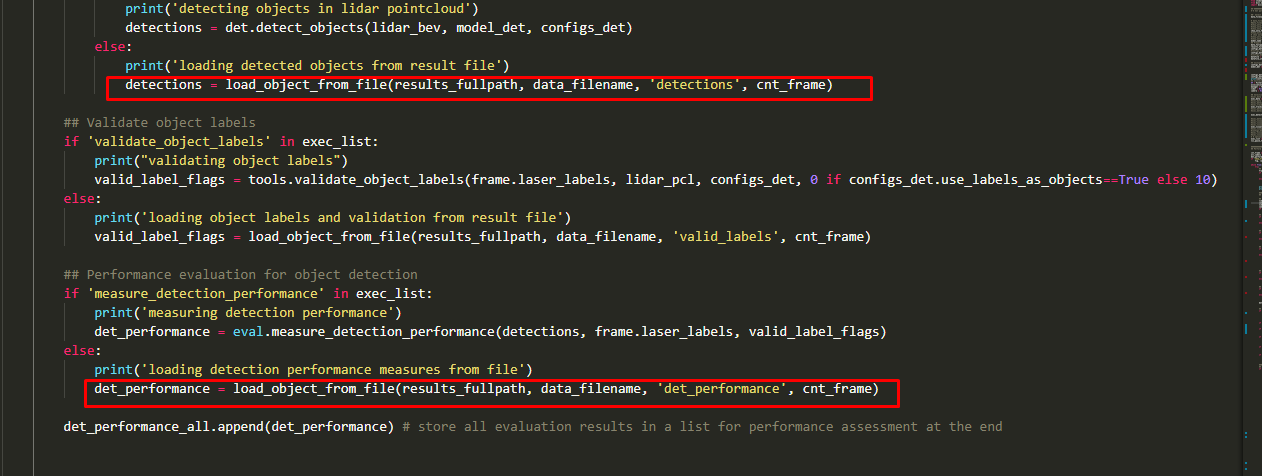 print('detecting objects in lidar pointcloud')
detections = det.detect_objects(lidar_bev, model_det, configs_det)
else:
print('loading detected objects from result file')
detections = load_object_from_file(results_fullpath, data_filename, 'detections', cnt_frame)
## Validate object labels
if 'validate_object_labels' in exec_list:
print("validating object labels")
valid_label_flags = tools.validate_object_labels(frame.laser_labels, lidar_pcl, configs_det, 0 if configs_det.use_labels_as_objects==True else 10)
else:
print('loading object labels and validation from result file')
valid_label_flags = load_object_from_file(results_fullpath, data_filename, 'valid_labels', cnt_frame)
## Performance evaluation for object detection
if 'measure_detection_performance' in exec_list:
print('measuring detection performance')
det_performance = eval.measure_detection_performance(detections, frame.laser_labels, valid_label_flags)
else:
print('loading detection performance measures from file')
det_performance = load_object_from_file(results_fullpath, data_filename, 'det_performance', cnt_frame)
det_performance_all.append(det_performance) # store all evaluation results in a list for performance assessment at the end